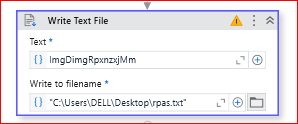 Write Text File
Text *
{} ImgDimgRpxnzxjMm
Write to filename *
{} "C:\Users\DELL\Desktop\rpas.txt"